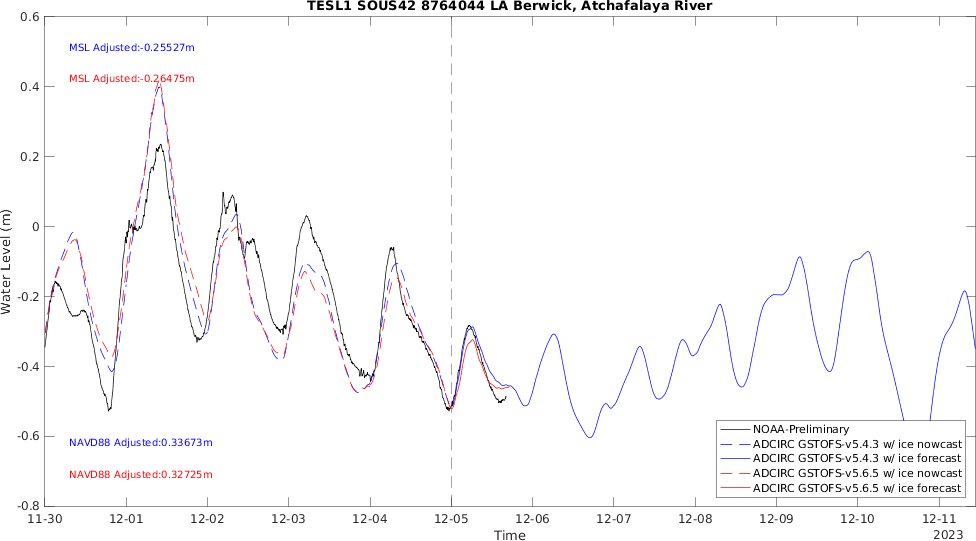 TESL1 SOUS42 8764044 LA Berwick, Atchafalaya River
0.6
MSL Adjusted:-0.25527m
MSL Adjusted:-0.26475m
0.4
0.2
0
-0.2
-0.4
-0.6
-0.8
Water Level (m)
NAVD88 Adjusted:0.33673m
NAVD88 Adjusted:0.32725m
NOAA-Preliminary
ADCIRC GSTOFS-v5.4.3 w/ ice nowcast
ADCIRC GSTOFS-v5.4.3 w/ ice forecast
ADCIRC GSTOFS-v5.6.5 w/ ice nowcast
ADCIRC GSTOFS-v5.6.5 w/ ice forecast
11-30 12-01 12-02 12-03 12-04 12-05 12-06 12-07 12-08 12-09 12-10 12-11
Time
2023